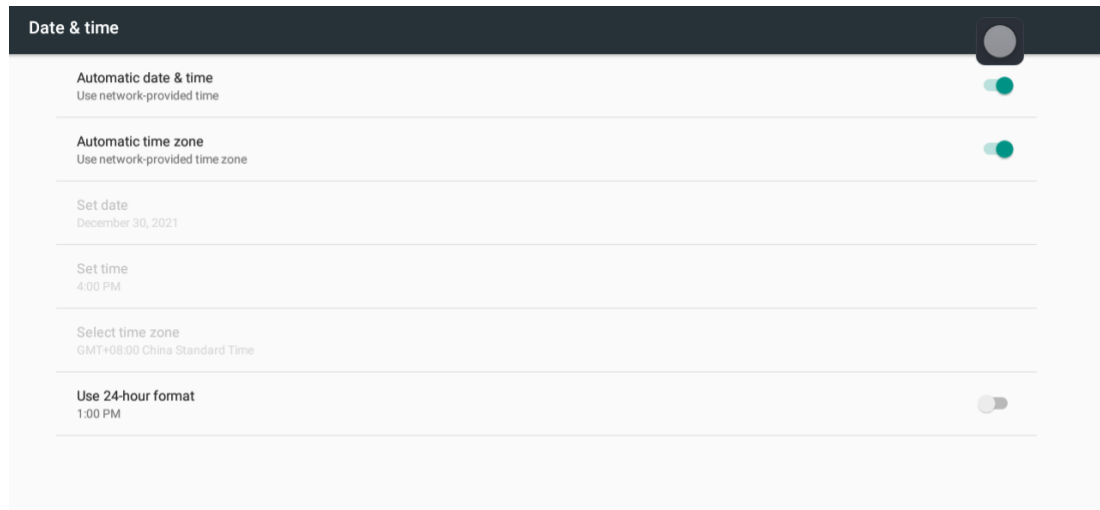 Date & time
Automatic date & time
Use network-provided time
Automatic time zone
Use network-provided time zone
Set date
December 30, 2021
Set time
4:00 PM
Select time zone
GMT+08:00 China Standard Time
Use 24-hour format
1:00 PM